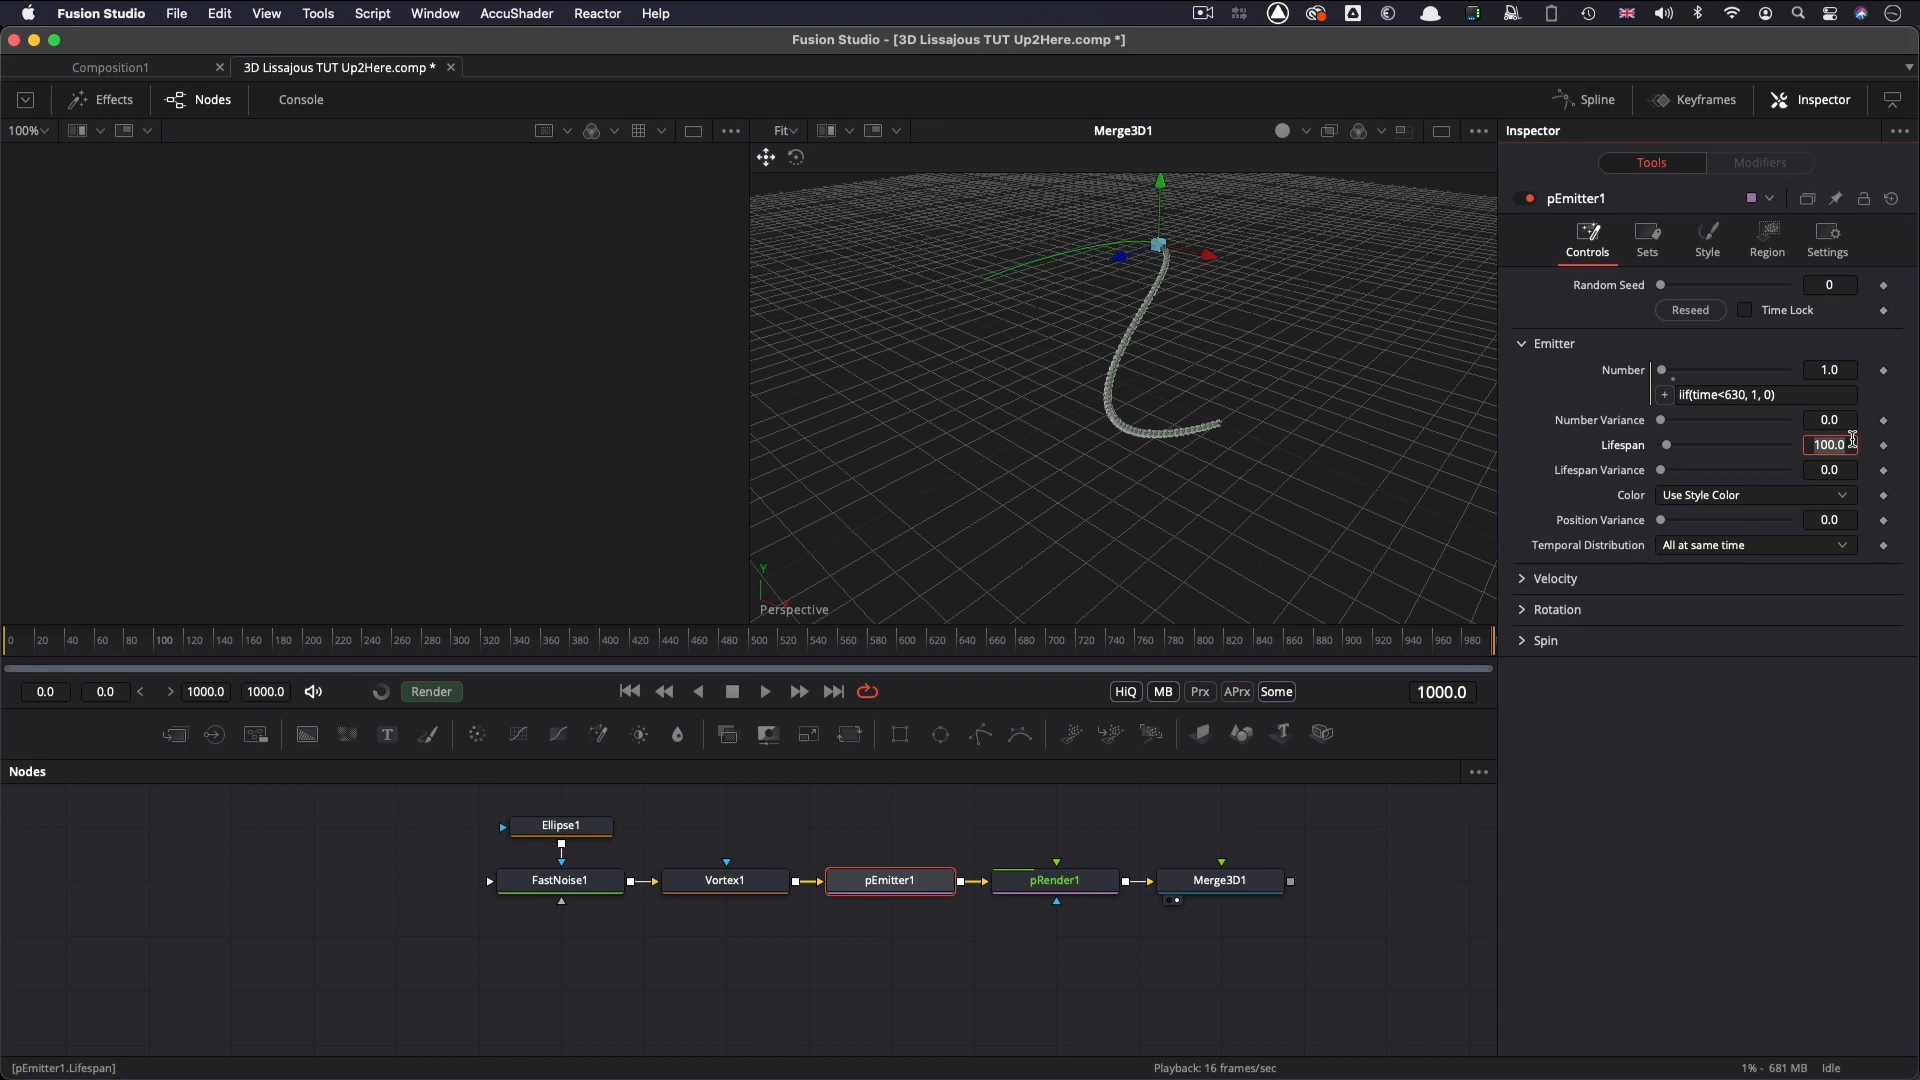 Fusion Studio File Edit View Tools Script Window AccuShader Reactor Help
Fusion Studio - [3D Lissajous TUT Up2Here.comp *]
Composition1 3D Lissajous TUT Up2Here.comp *
Effects Nodes Console Spline Keyframes Inspector
100% Fit Merge3D1 Inspector
Tools Modifiers
pEmitter1
Controls Sets Style Region Settings
Random Seed 0
Reseed Time Lock
Emitter
Number 1.0
+ iif(time<630, 1, 0)
Number Variance 0.0
Lifespan 100.0
Lifespan Variance 0.0
Color Use Style Color
Position Variance 0.0
Temporal Distribution All at same time
Velocity
Rotation
Spin
Y
Perspective
0 20 40 60 80 100 120 140 160 180 200 220 240 260 280 300 320 340 360 380 400 420 440 460 480 500 520 540 560 580 600 620 640 660 680 700 720 740 760 780 800 820 840 860 880 900 920 940 960 980
0.0 0.0 < > 1000.0 1000.0 Render HiQ MB Prx APrx Some 1000.0
Nodes
Ellipse1
FastNoise1 Vortex1 pEmitter1 pRender1 Merge3D1
[pEmitter1.Lifespan] Playback: 16 frames/sec 1% - 681 MB Idle